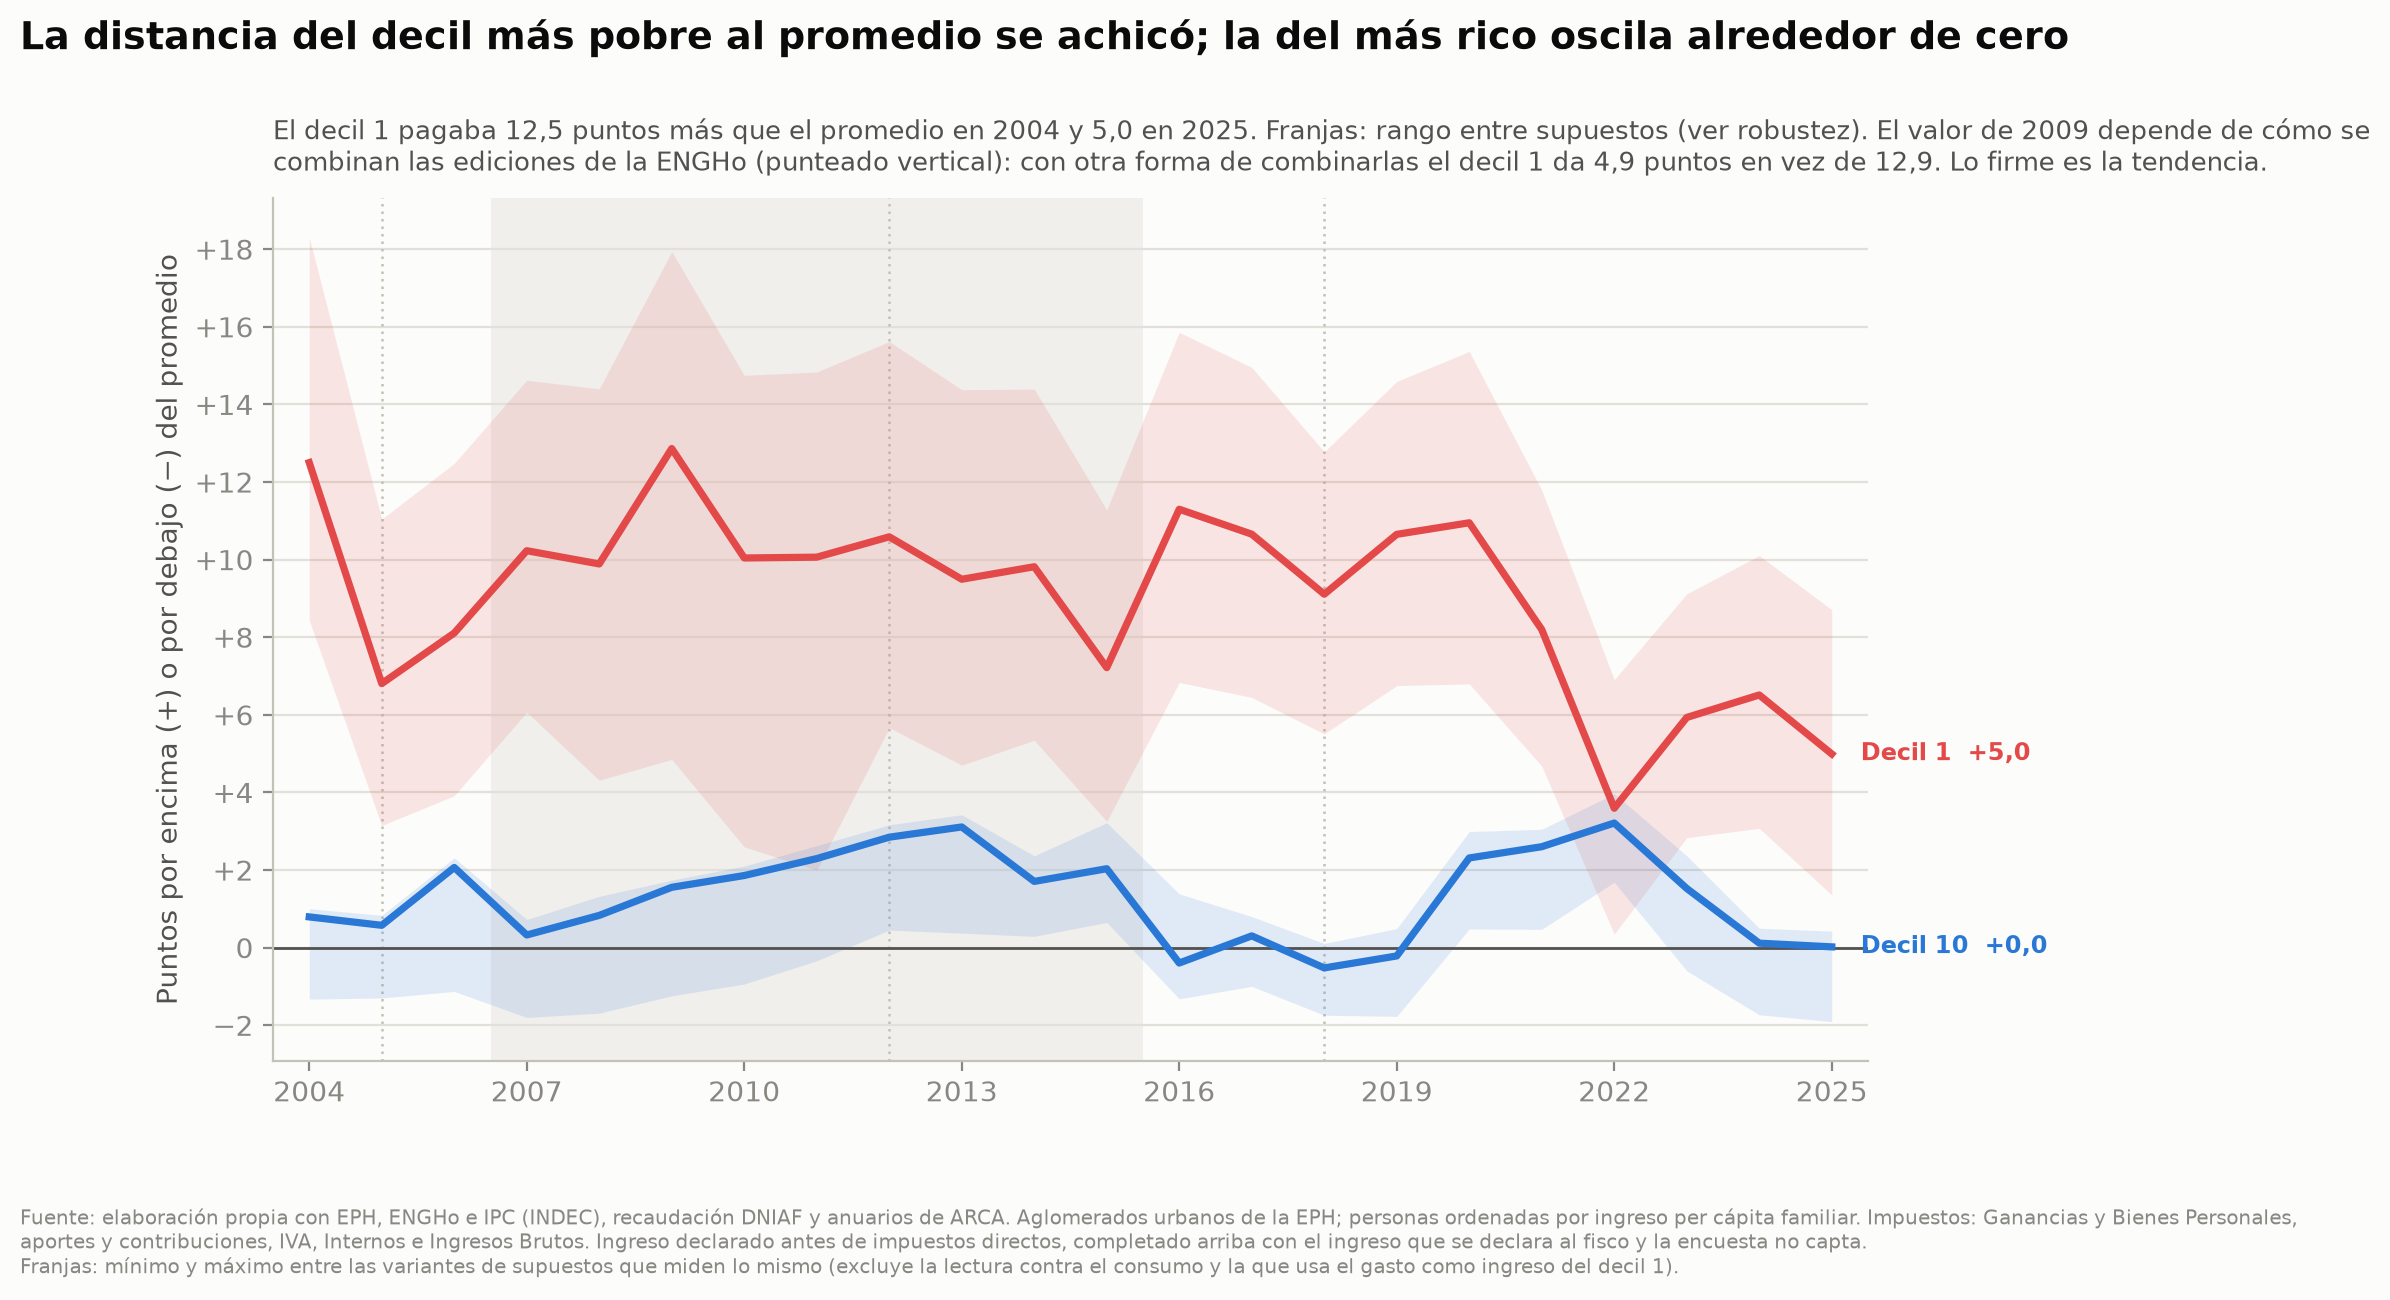 La distancia del decil más pobre al promedio se achicó; la del más rico oscila alrededor de cero
El decil 1 pagaba 12,5 puntos más que el promedio en 2004 y 5,0 en 2025. Franjas: rango entre supuestos (ver robustez). El valor de 2009 depende de cómo se
combinan las ediciones de la ENGHo (punteado vertical): con otra forma de combinarlas el decil 1 da 4,9 puntos en vez de 12,9. Lo firme es la tendencia.
Puntos por encima (+) o por debajo (−) del promedio
+18
+16
+14
+12
+10
+8
+6
+4
+2
0
−2
Decil 1 +5,0
Decil 10 +0,0
2004 2007 2010 2013 2016 2019 2022 2025
Fuente: elaboración propia con EPH, ENGHo e IPC (INDEC), recaudación DNIAF y anuarios de ARCA. Aglomerados urbanos de la EPH; personas ordenadas por ingreso per cápita familiar. Impuestos: Ganancias y Bienes Personales,
aportes y contribuciones, IVA, Internos e Ingresos Brutos. Ingreso declarado antes de impuestos directos, completado arriba con el ingreso que se declara al fisco y la encuesta no capta.
Franjas: mínimo y máximo entre las variantes de supuestos que miden lo mismo (excluye la lectura contra el consumo y la que usa el gasto como ingreso del decil 1).